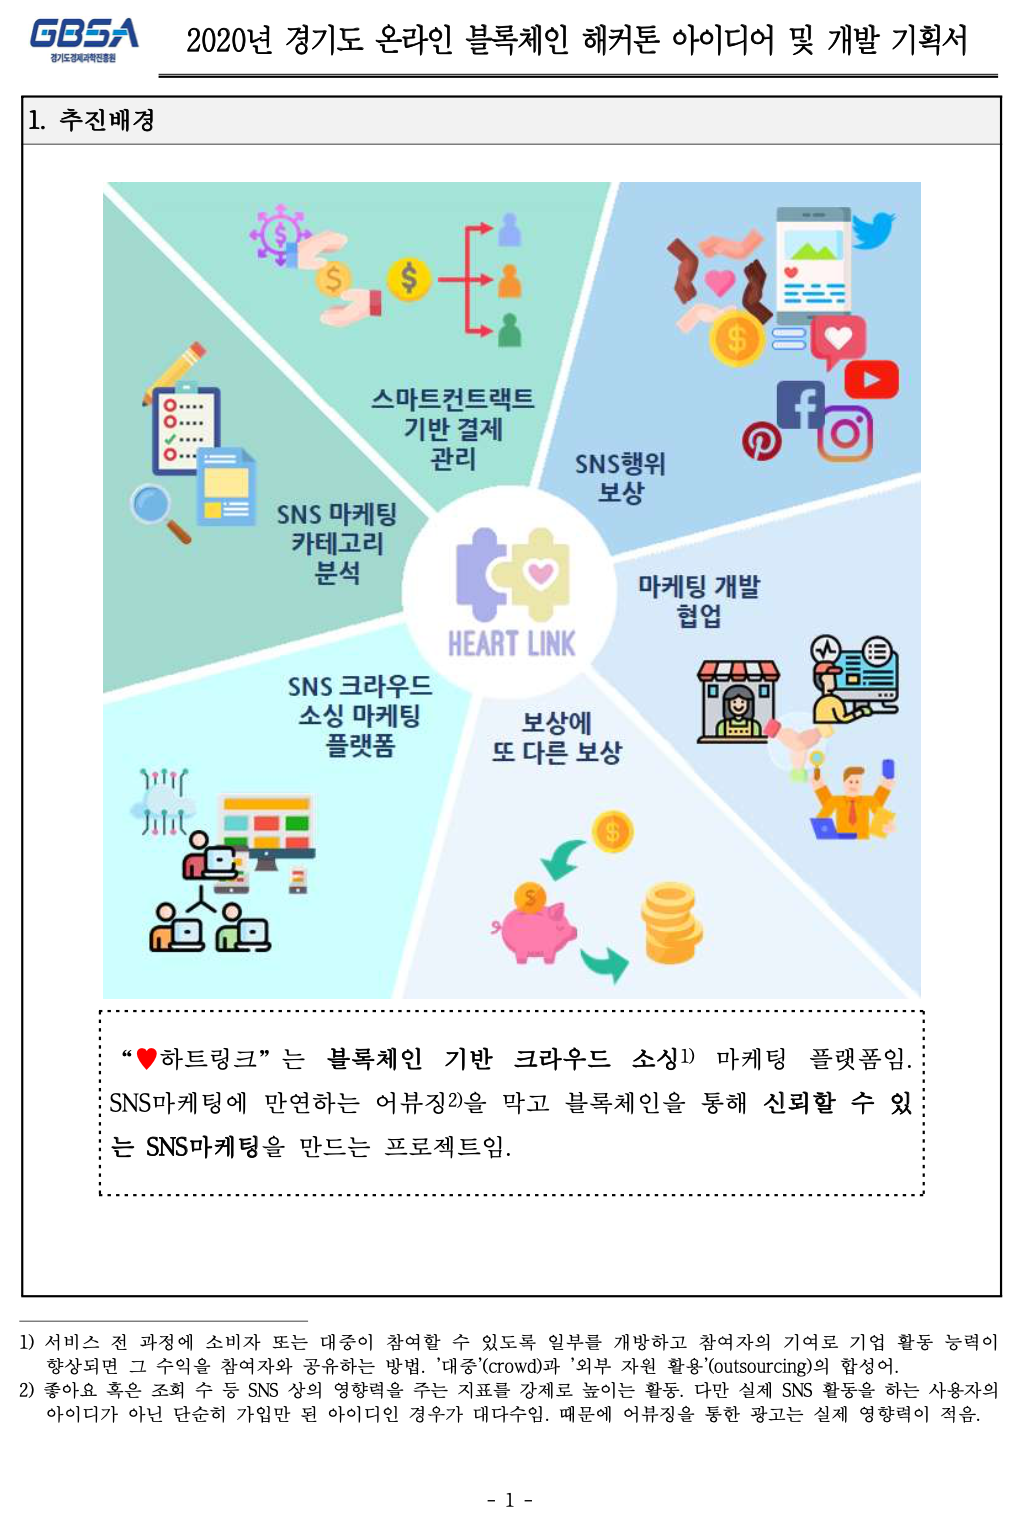 GBSA
경기도경제과학진흥원
2020년 경기도 온라인 블록체인 해커톤 아이디어 및 개발 기획서
1. 추진배경
스마트컨트랙트
기반 결제
관리
SNS행위
보상
SNS 마케팅
카테고리
분석
마케팅 개발
협업
HEART LINK
SNS 크라우드
소싱 마케팅
플랫폼
보상에
또 다른 보상
“♥하트링크”는 블록체인 기반 크라우드 소싱1) 마케팅 플랫폼임.
SNS마케팅에 만연하는 어뷰징2)을 막고 블록체인을 통해 신뢰할 수 있
는 SNS마케팅을 만드는 프로젝트임.
1) 서비스 전 과정에 소비자 또는 대중이 참여할 수 있도록 일부를 개방하고 참여자의 기여로 기업 활동 능력이
향상되면 그 수익을 참여자와 공유하는 방법. '대중'(crowd)과 '외부 자원 활용'(outsourcing)의 합성어.
2) 좋아요 혹은 조회 수 등 SNS 상의 영향력을 주는 지표를 강제로 높이는 활동. 다만 실제 SNS 활동을 하는 사용자의
아이디가 아닌 단순히 가입만 된 아이디인 경우가 대다수임. 때문에 어뷰징을 통한 광고는 실제 영향력이 적음.
- 1 -